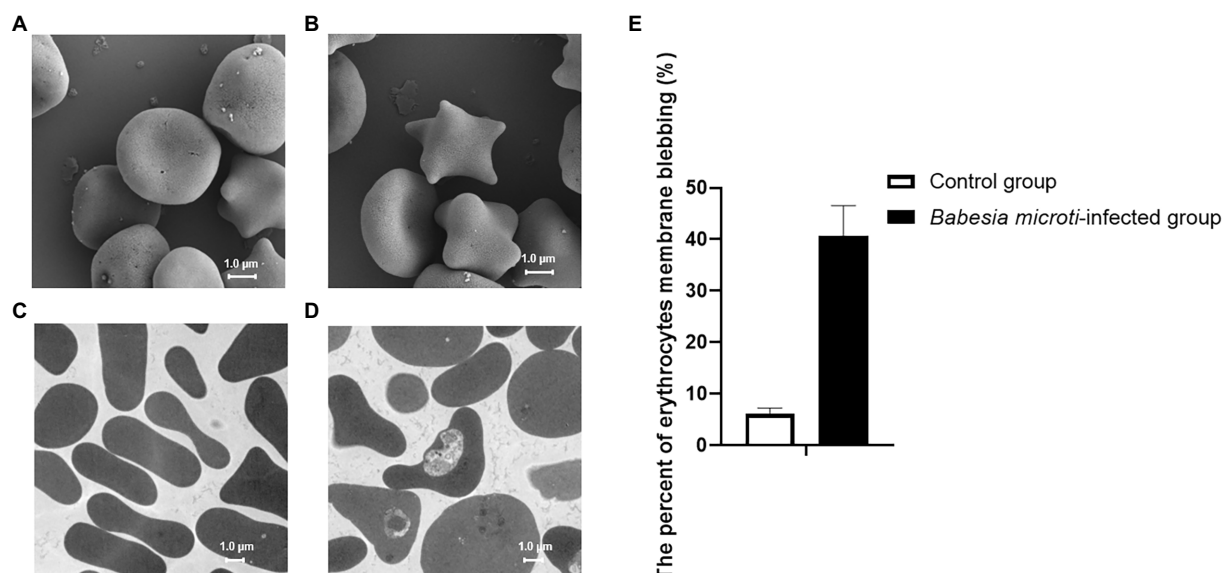 A
B
E
1.0 µm
1.0 µm
C
D
1.0 µm
1.0 µm
The percent of erythrocytes membrane blebbing (%)
50
40
30
20
10
0
Control group
Babesia microti-infected group